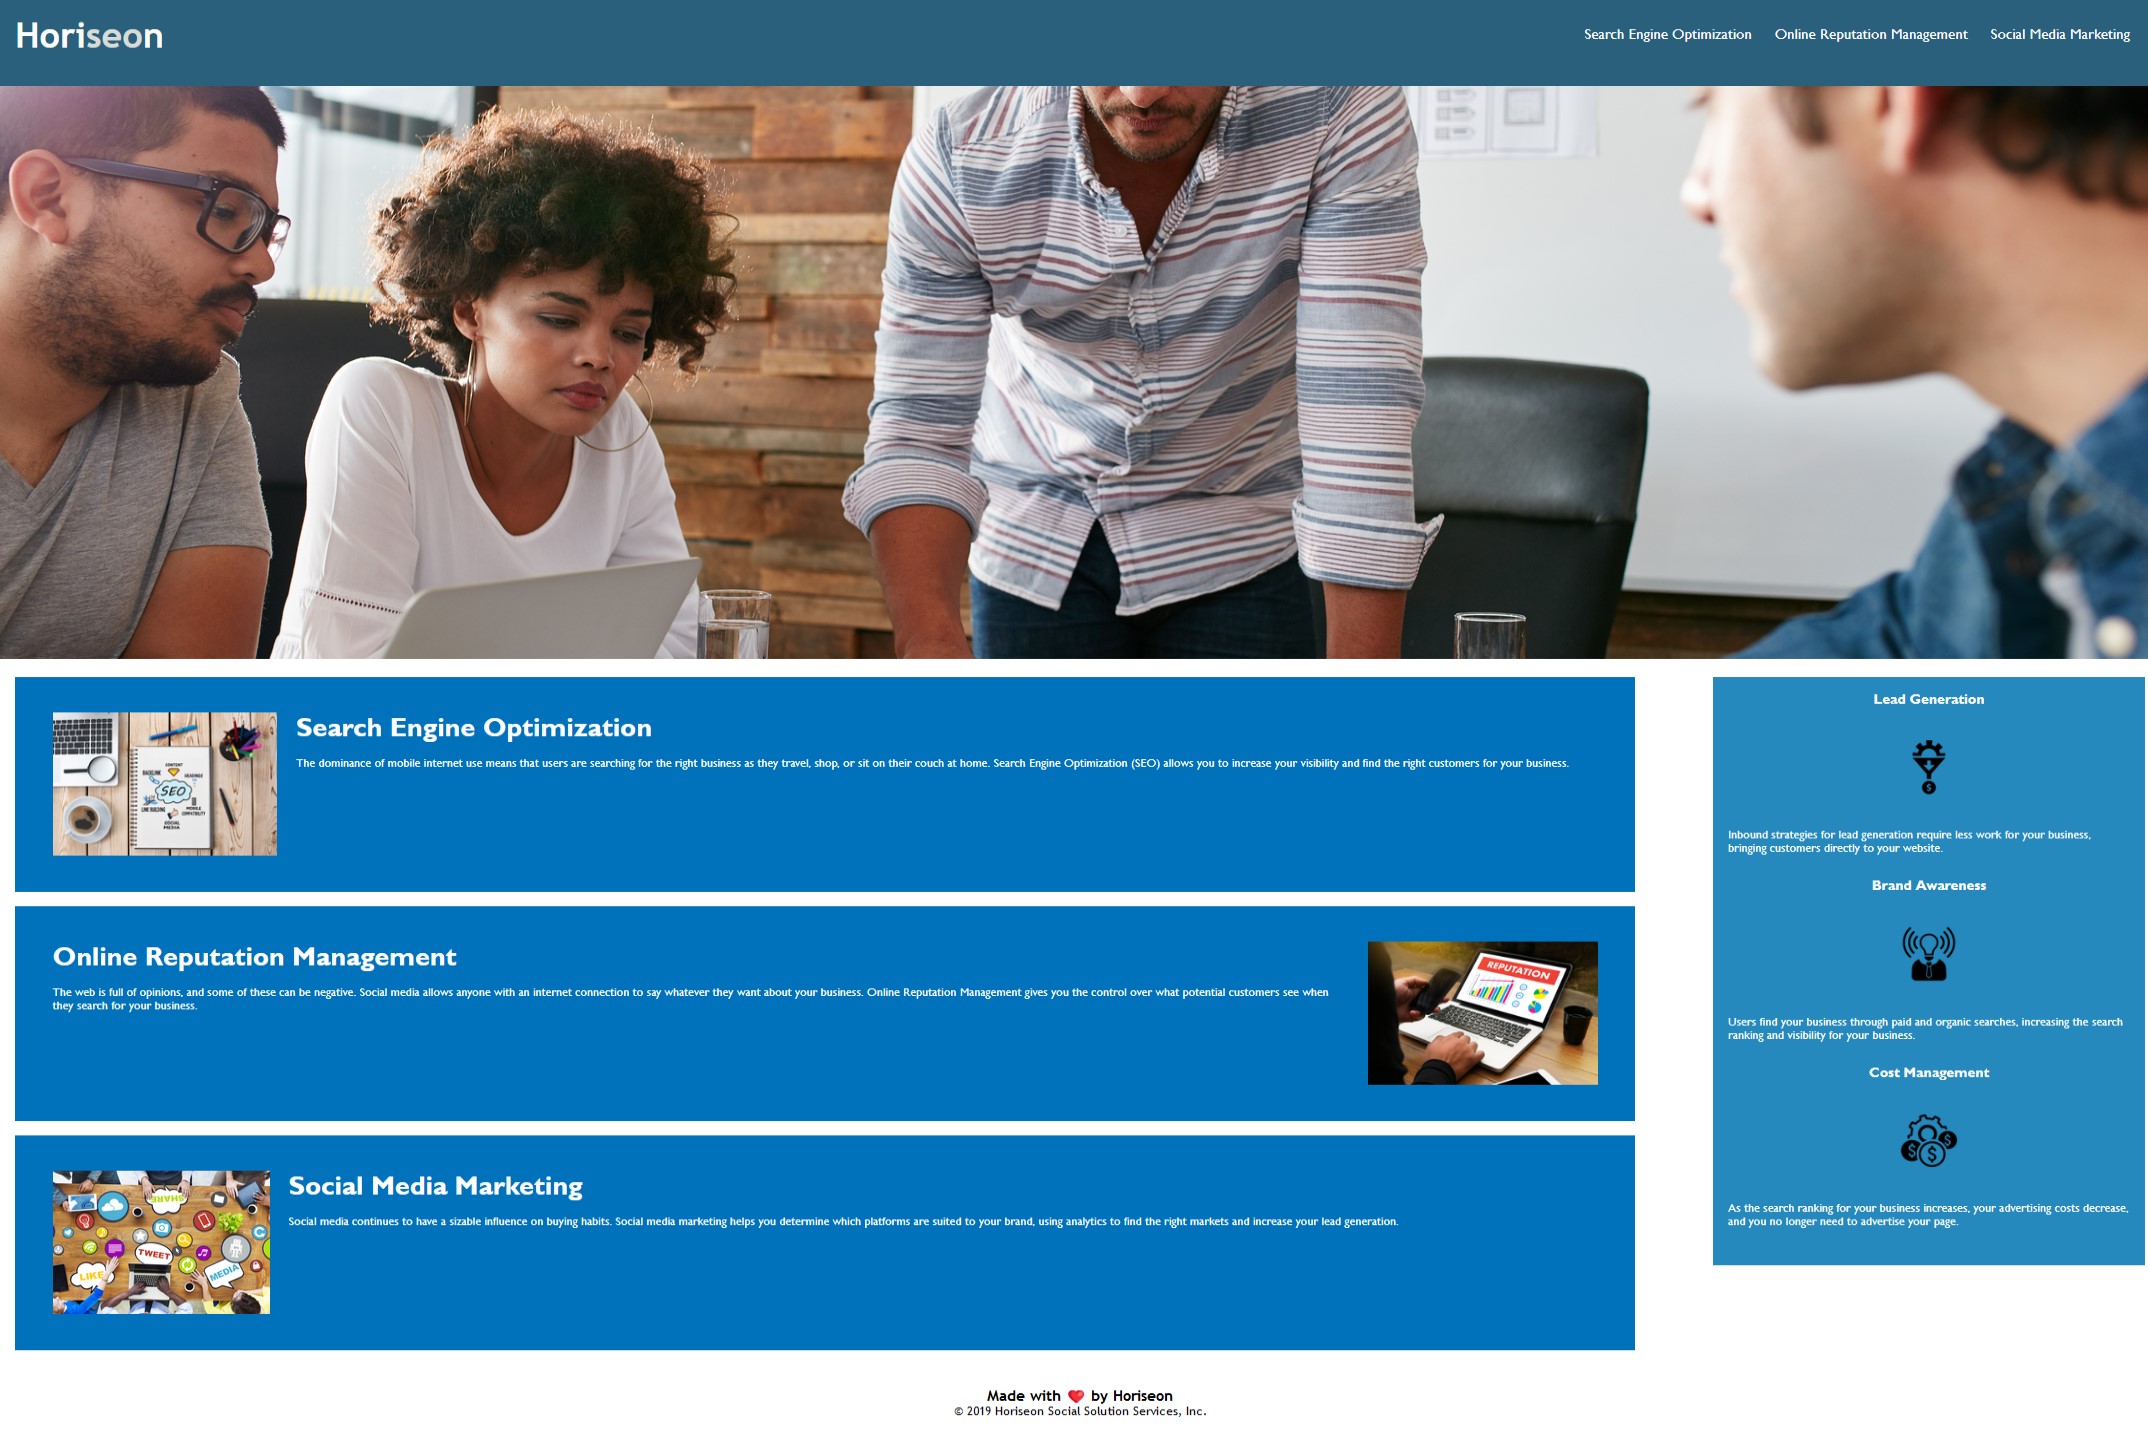 Horiseon
Search Engine Optimization Online Reputation Management Social Media Marketing
CONTENT
BACKLINK
HEADINGS
SEO
LINK BUILDING
MOBILE
COMPATIBILITY
SOCIAL
MEDIA
Search Engine Optimization
The dominance of mobile internet use means that users are searching for the right business as they travel, shop, or sit on their couch at home. Search Engine Optimization (SEO) allows you to increase your visibility and find the right customers for your business.
Online Reputation Management
The web is full of opinions, and some of these can be negative. Social media allows anyone with an internet connection to say whatever they want about your business. Online Reputation Management gives you the control over what potential customers see when
they search for your business.
REPUTATION
SHARE
TWEET
LIKE
MEDIA
Social Media Marketing
Social media continues to have a sizable influence on buying habits. Social media marketing helps you determine which platforms are suited to your brand, using analytics to find the right markets and increase your lead generation.
Lead Generation
$
Inbound strategies for lead generation require less work for your business,
bringing customers directly to your website.
Brand Awareness
Users find your business through paid and organic searches, increasing the search
ranking and visibility for your business.
Cost Management
$ $ $
As the search ranking for your business increases, your advertising costs decrease,
and you no longer need to advertise your page.
Made with ❤️ by Horiseon
© 2019 Horiseon Social Solution Services, Inc.